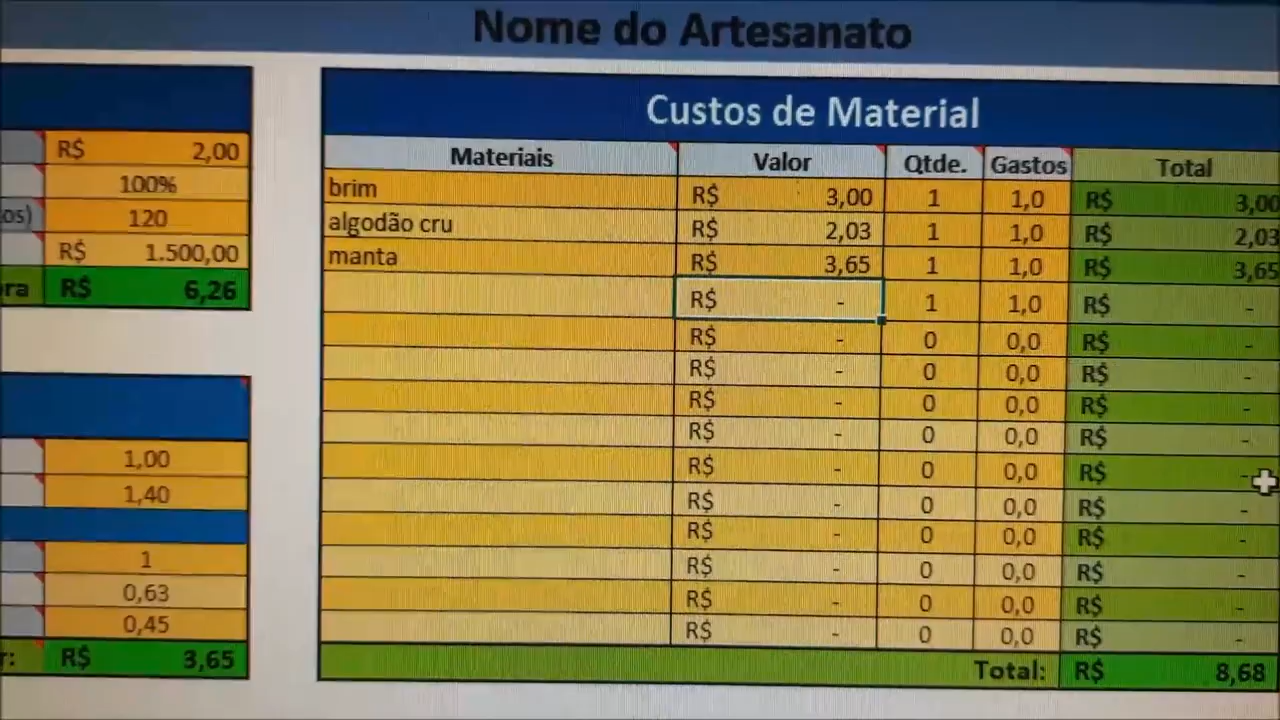 Nome do Artesanato
R$ 2,00
100%
os) 120
R$ 1.500,00
ra R$ 6,26
1,00
1,40
1
0,63
0,45
r: R$ 3,65
Custos de Material
Materiais Valor Qtde. Gastos Total
brim R$ 3,00 1 1,0 R$ 3,00
algodão cru R$ 2,03 1 1,0 R$ 2,03
manta R$ 3,65 1 1,0 R$ 3,65
R$ - 1 1,0 R$ -
R$ - 0 0,0 R$ -
R$ - 0 0,0 R$ -
R$ - 0 0,0 R$ -
R$ - 0 0,0 R$ -
R$ - 0 0,0 R$ -
R$ - 0 0,0 R$ -
R$ - 0 0,0 R$ -
R$ - 0 0,0 R$ -
R$ - 0 0,0 R$ -
R$ - 0 0,0 R$ -
Total: R$ 8,68